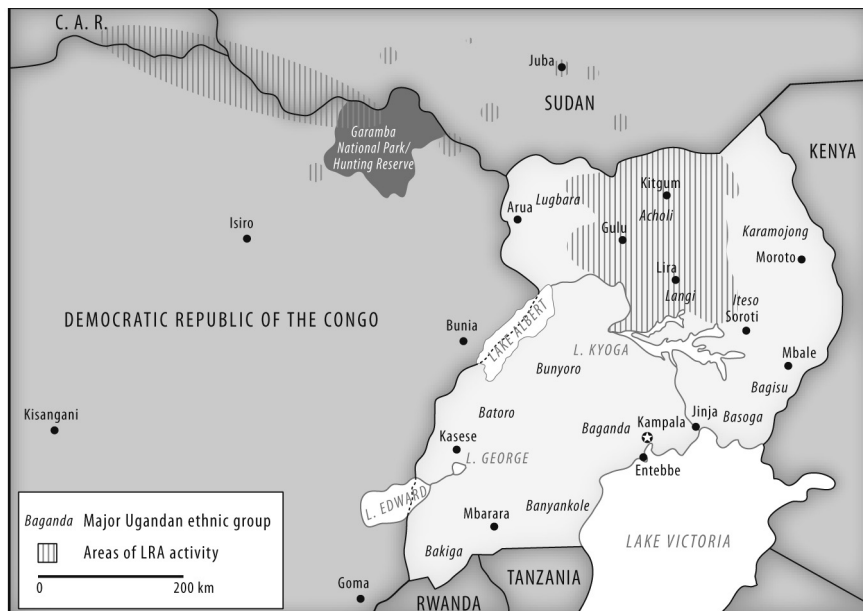 C. A. R.
Juba
SUDAN
Garamba
National Park/
Hunting Reserve
KENYA
Kitgum
Lugbara
Arua
Acholi
Isiro
Gulu
Karamojong
Moroto
Lira
Langi
Iteso
Soroti
DEMOCRATIC REPUBLIC OF THE CONGO
Bunia
LAKE ALBERT
L. KYOGA
Mbale
Bunyoro
Bagisu
Kisangani
Batoro
Baganda
Kampala
Jinja
Basoga
Kasese
L. GEORGE
Entebbe
L. EDWARD
Mbarara
Banyankole
LAKE VICTORIA
Bakiga
Goma
RWANDA
TANZANIA
Baganda Major Ugandan ethnic group
Areas of LRA activity
0 200 km